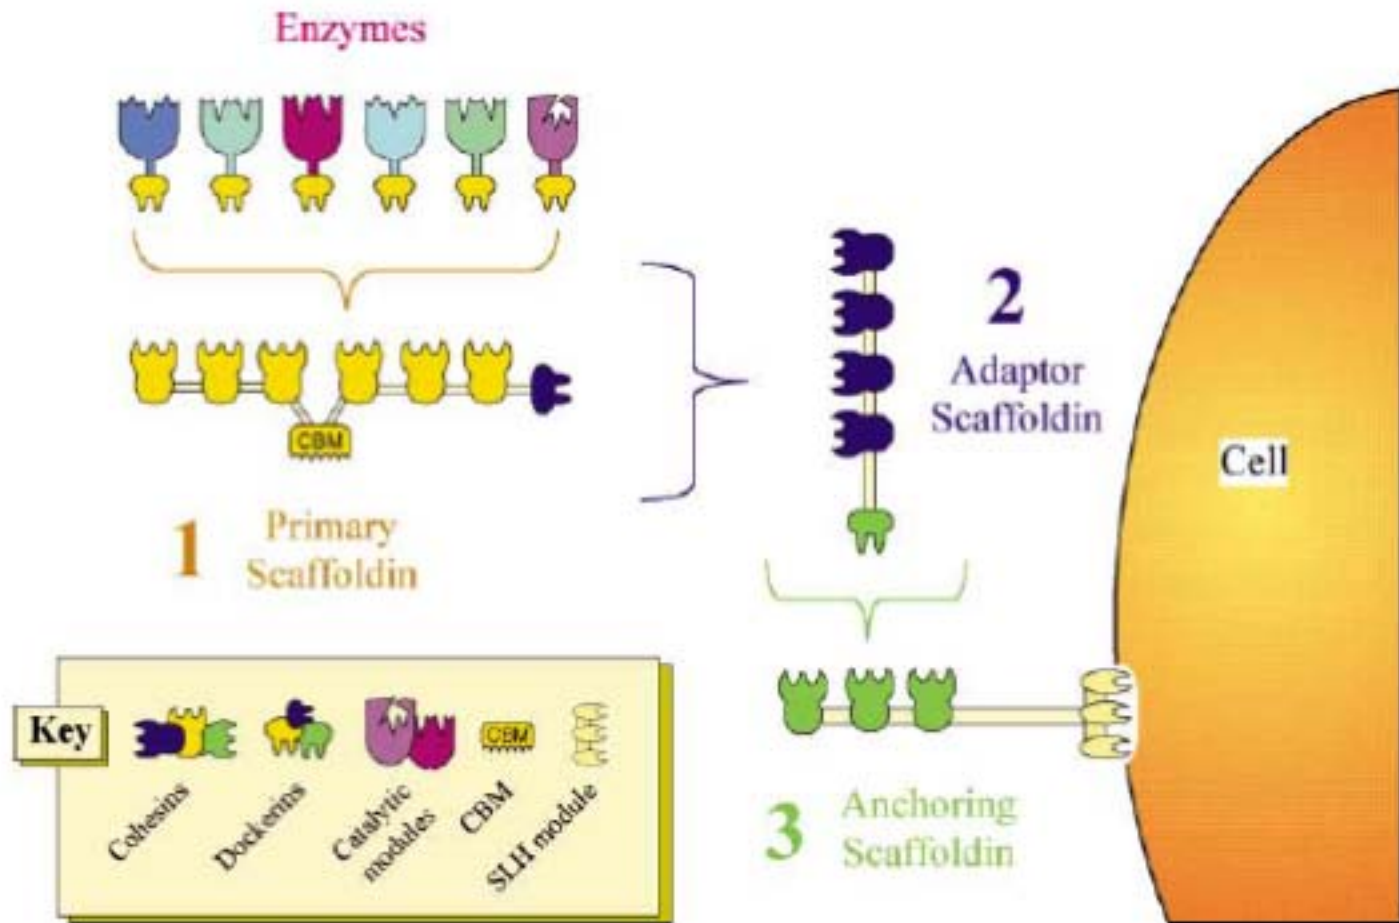 Enzymes
CBM
1
Primary
Scaffoldin
2
Adaptor
Scaffoldin
Cell
3
Anchoring
Scaffoldin
Key
CBM
Cohesins
Dockerins
Catalytic
modules
CBM
SLH module